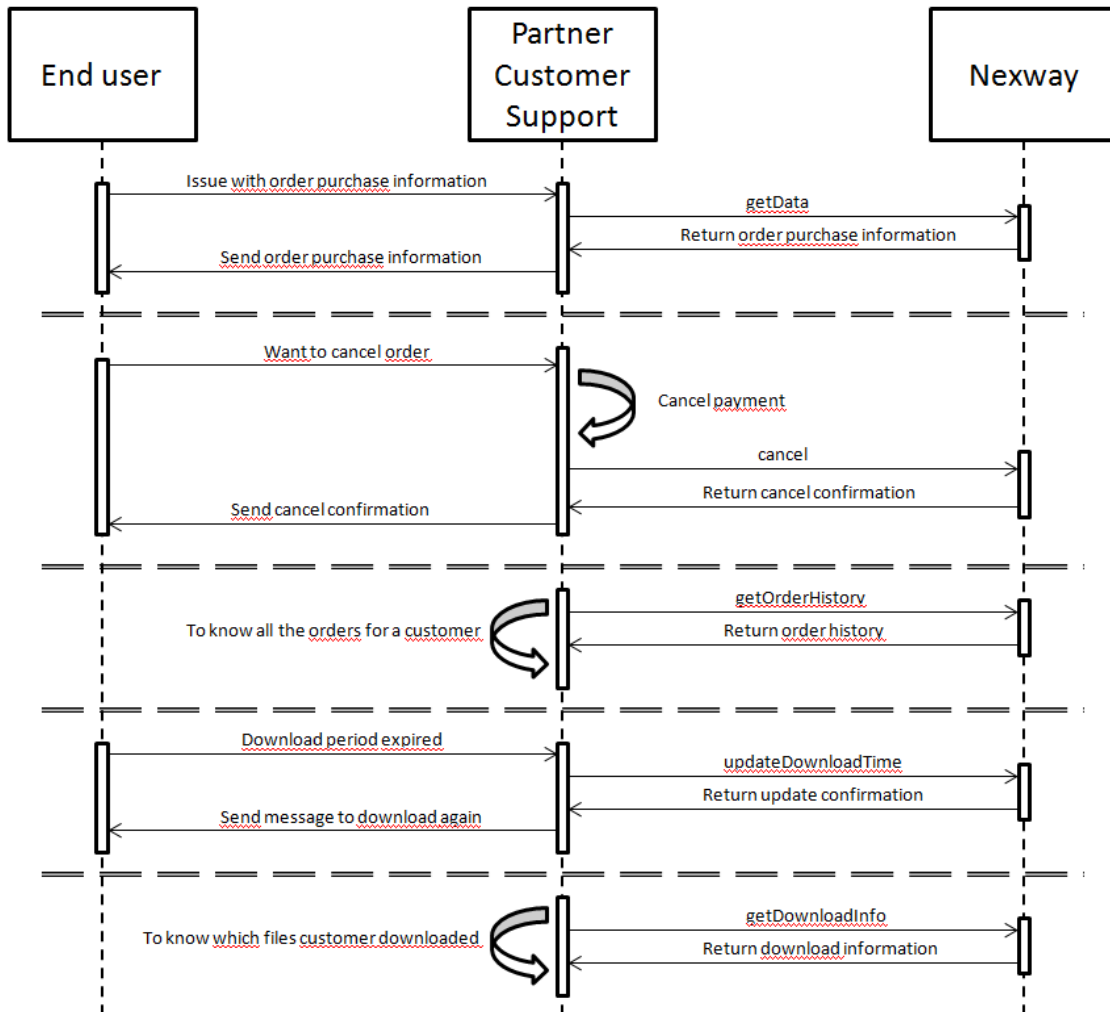 End user
Partner
Customer
Support
Nexway
Issue with order purchase information
getData
Return order purchase information
Send order purchase information
Want to cancel order
Cancel payment
cancel
Return cancel confirmation
Send cancel confirmation
getOrderHistory
To know all the orders for a customer
Return order history
Download period expired
updateDownloadTime
Return update confirmation
Send message to download again
getDownloadInfo
To know which files customer downloaded
Return download information